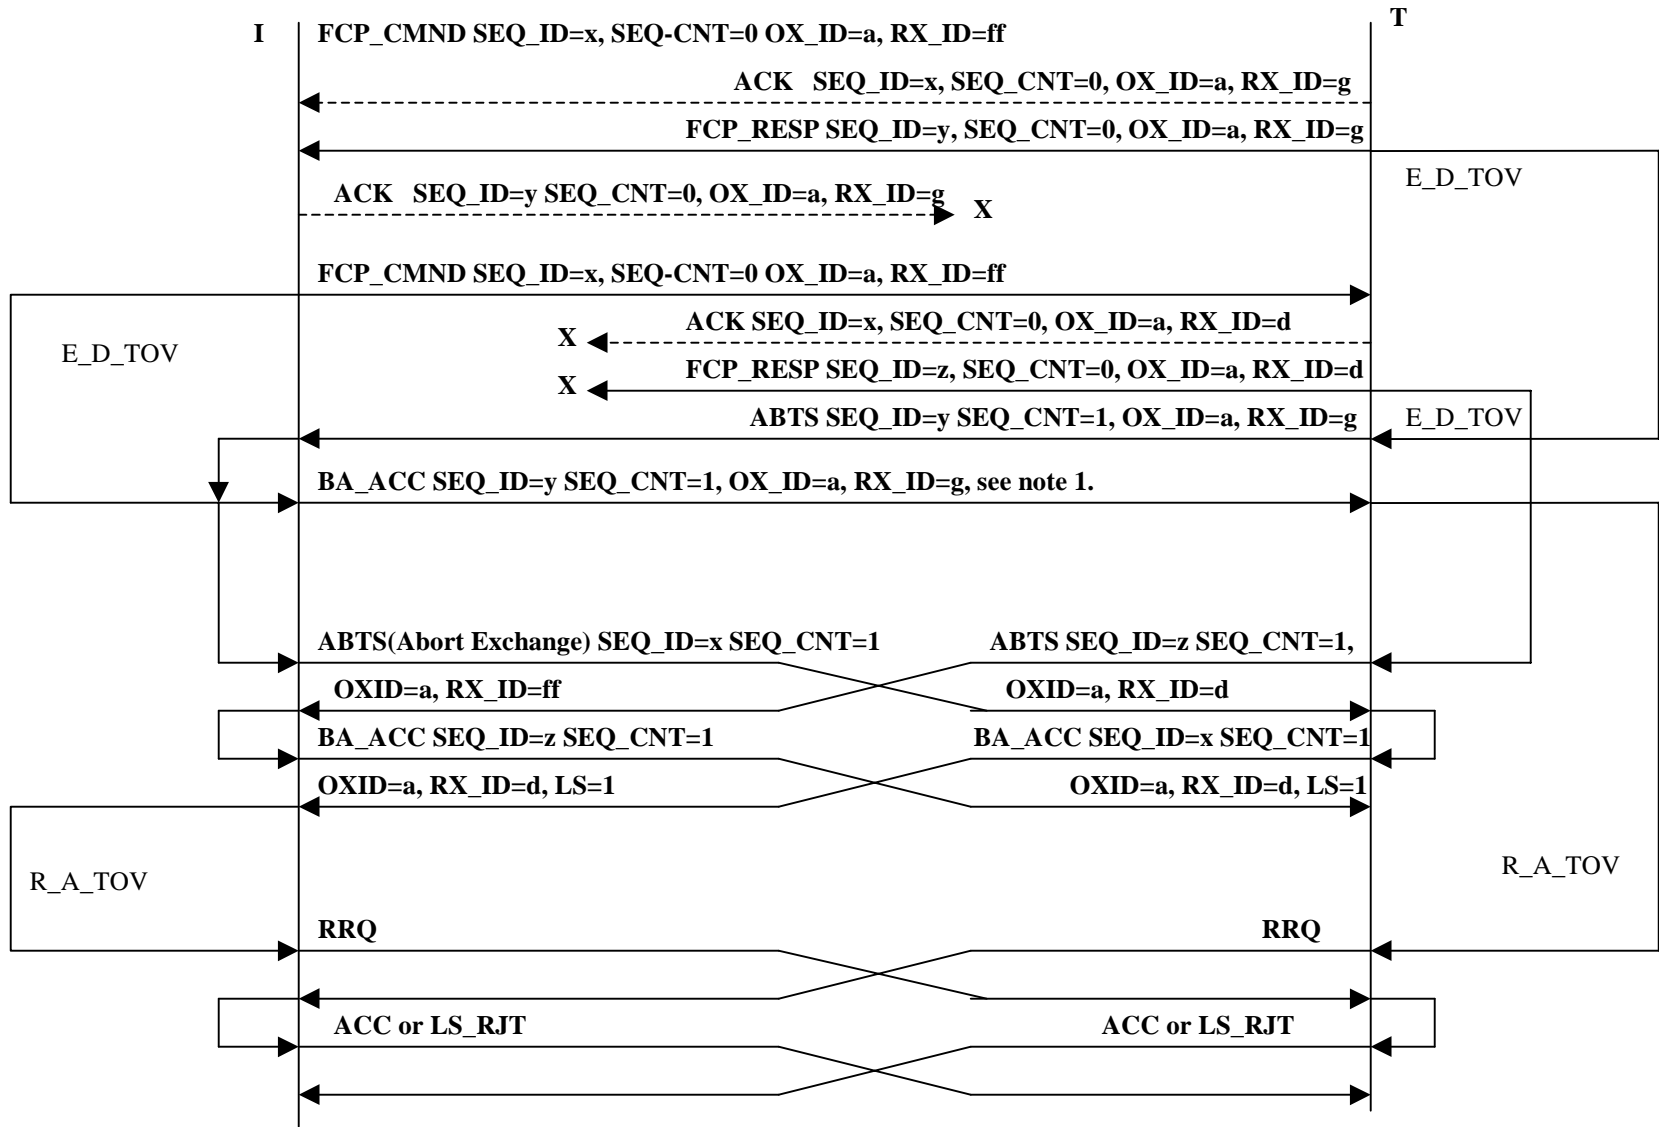 T
I FCP_CMND SEQ_ID=x, SEQ-CNT=0 OX_ID=a, RX_ID=ff
ACK SEQ_ID=x, SEQ_CNT=0, OX_ID=a, RX_ID=g
FCP_RESP SEQ_ID=y, SEQ_CNT=0, OX_ID=a, RX_ID=g
E_D_TOV
ACK SEQ_ID=y SEQ_CNT=0, OX_ID=a, RX_ID=g
X
FCP_CMND SEQ_ID=x, SEQ-CNT=0 OX_ID=a, RX_ID=ff
ACK SEQ_ID=x, SEQ_CNT=0, OX_ID=a, RX_ID=d
X
E_D_TOV
FCP_RESP SEQ_ID=z, SEQ_CNT=0, OX_ID=a, RX_ID=d
X
ABTS SEQ_ID=y SEQ_CNT=1, OX_ID=a, RX_ID=g
E_D_TOV
BA_ACC SEQ_ID=y SEQ_CNT=1, OX_ID=a, RX_ID=g, see note 1.
ABTS(Abort Exchange) SEQ_ID=x SEQ_CNT=1
ABTS SEQ_ID=z SEQ_CNT=1,
OXID=a, RX_ID=ff
OXID=a, RX_ID=d
BA_ACC SEQ_ID=z SEQ_CNT=1
BA_ACC SEQ_ID=x SEQ_CNT=1
OXID=a, RX_ID=d, LS=1
OXID=a, RX_ID=d, LS=1
R_A_TOV
R_A_TOV
RRQ
RRQ
ACC or LS_RJT
ACC or LS_RJT